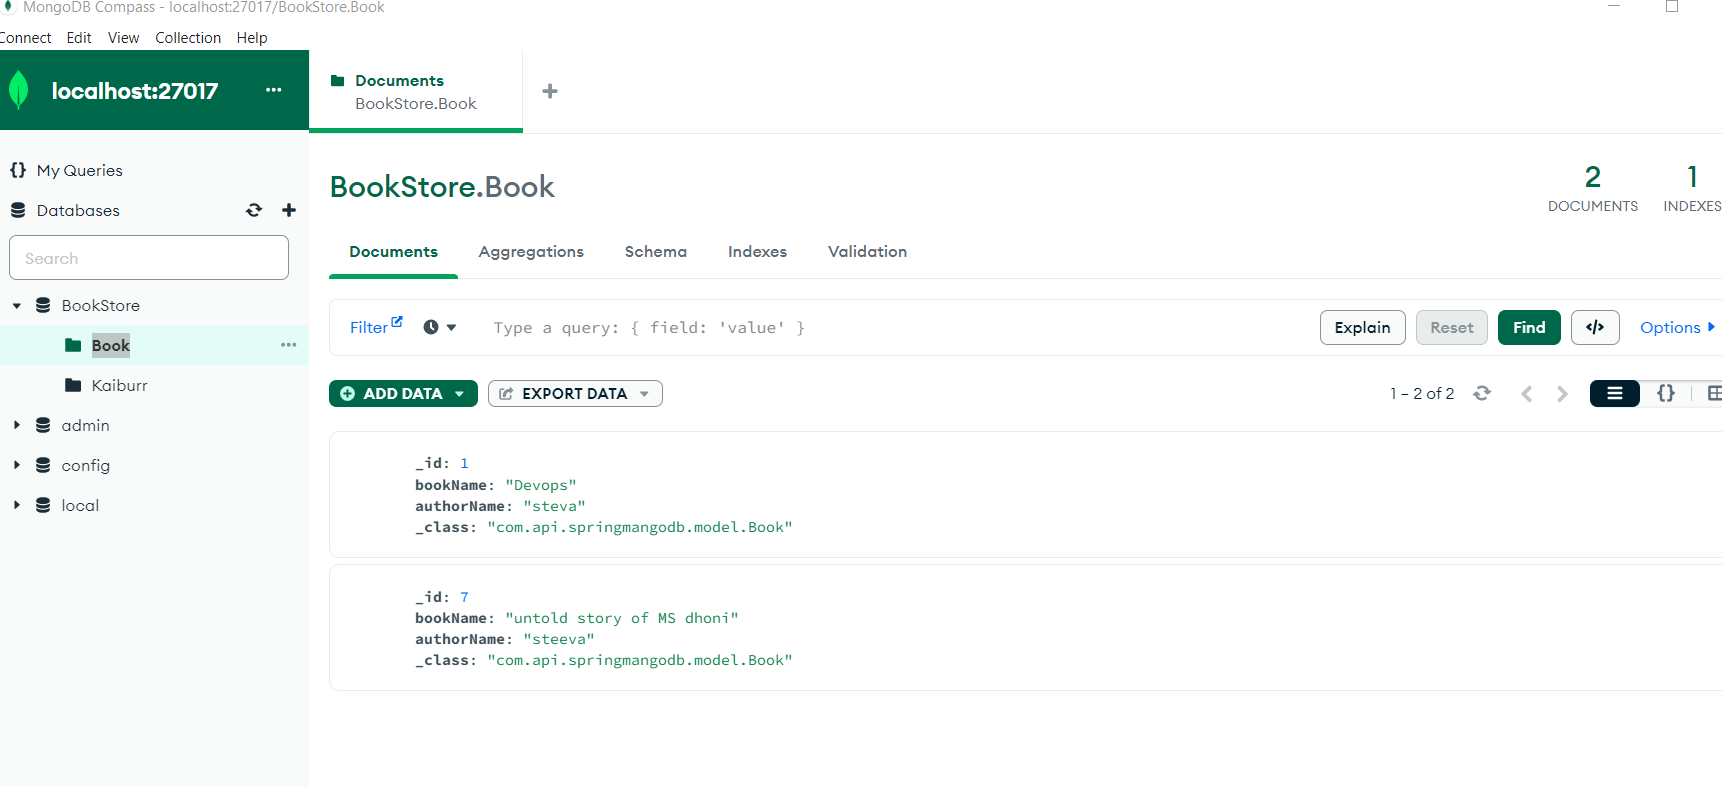 MongoDB Compass - localhost:27017/BookStore.Book
Connect Edit View Collection Help
localhost:27017 ...
Documents
BookStore.Book
{} My Queries
Databases
Search
BookStore
Book ...
Kaiburr
admin
config
local
BookStore.Book
2
DOCUMENTS
1
INDEXES
Documents Aggregations Schema Indexes Validation
Filter Type a query: { field: 'value' } Explain Reset Find </> Options
ADD DATA EXPORT DATA 1 – 2 of 2 {}
_id: 1
bookName: "Devops"
authorName: "steva"
_class: "com.api.springmangodb.model.Book"
_id: 7
bookName: "untold story of MS dhoni"
authorName: "steeva"
_class: "com.api.springmangodb.model.Book"